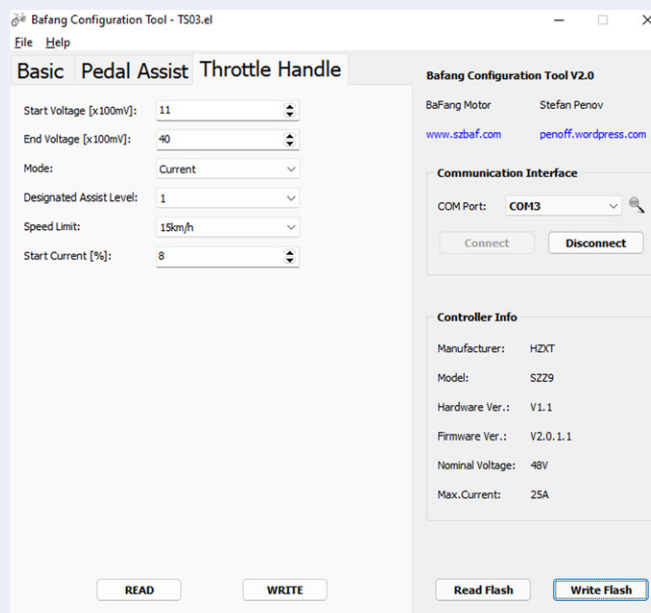 Bafang Configuration Tool - TS03.el
File Help
Basic Pedal Assist Throttle Handle
Start Voltage [x100mV]: 11
End Voltage [x100mV]: 40
Mode: Current
Designated Assist Level: 1
Speed Limit: 15km/h
Start Current [%]: 8
READ WRITE
Bafang Configuration Tool V2.0
BaFang Motor Stefan Penov
www.szbaf.com penoff.wordpress.com
Communication Interface
COM Port: COM3
Connect Disconnect
Controller Info
Manufacturer: HZXT
Model: SZZ9
Hardware Ver.: V1.1
Firmware Ver.: V2.0.1.1
Nominal Voltage: 48V
Max.Current: 25A
Read Flash Write Flash